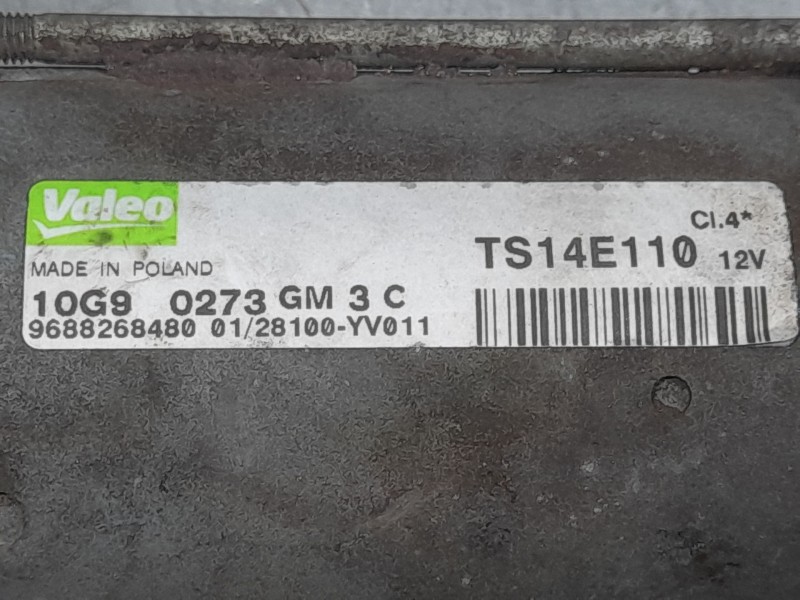 Valeo
Cl.4*
TS14E110 12V
MADE IN POLAND
10G9 0273 GM 3 C
9688268480 01/28100-YV011